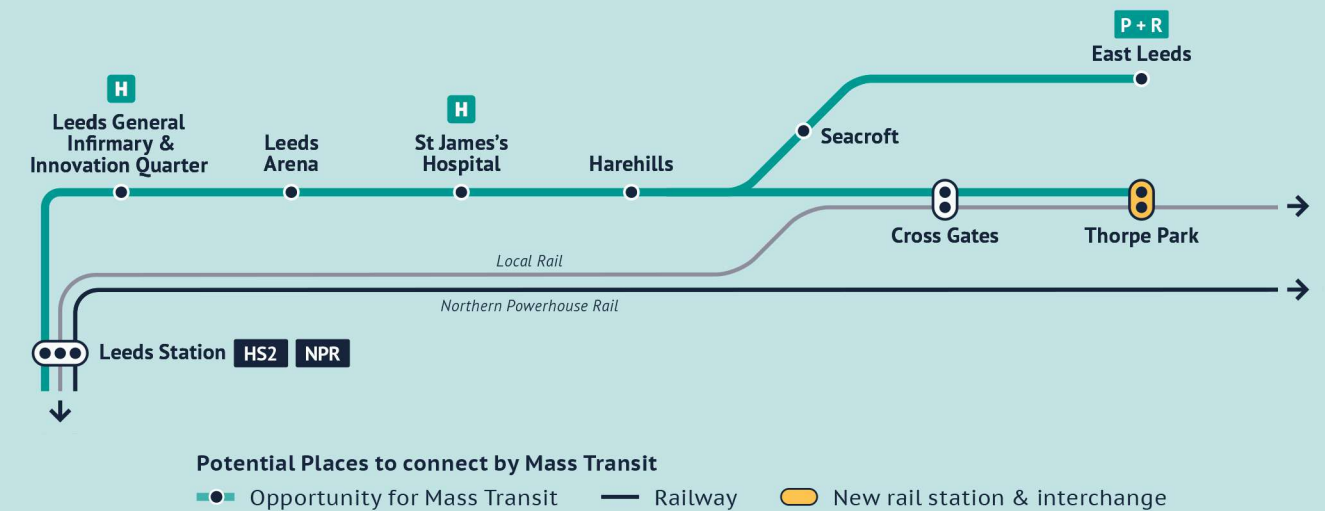 P + R
East Leeds
H
Leeds General
Infirmary &
Innovation Quarter
Leeds
Arena
H
St James's
Hospital
Harehills
Seacroft
Cross Gates
Thorpe Park
Local Rail
Northern Powerhouse Rail
Leeds Station HS2 NPR
Potential Places to connect by Mass Transit
Opportunity for Mass Transit
Railway
New rail station & interchange